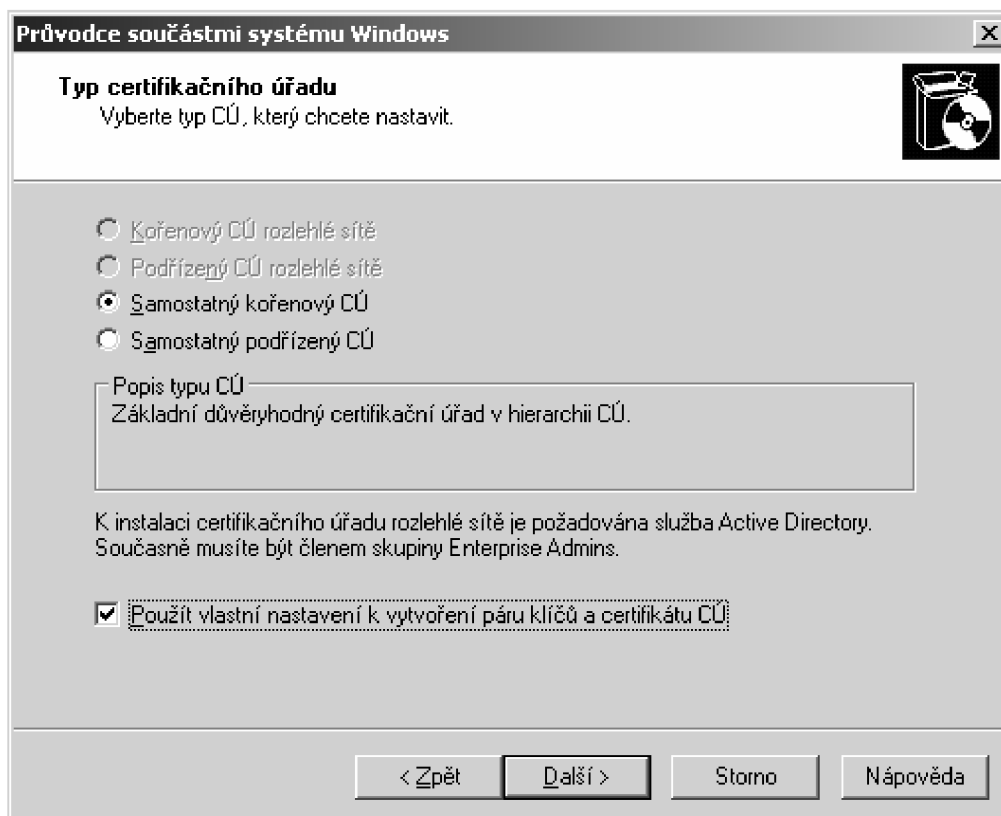 Průvodce součástmi systému Windows
Typ certifikačního úřadu
Vyberte typ CÚ, který chcete nastavit.
Kořenový CÚ rozlehlé sítě
Podřízený CÚ rozlehlé sítě
Samostatný kořenový CÚ
Samostatný podřízený CÚ
Popis typu CÚ
Základní důvěryhodný certifikační úřad v hierarchii CÚ.
K instalaci certifikačního úřadu rozlehlé sítě je požadována služba Active Directory.
Současně musíte být členem skupiny Enterprise Admins.
Použít vlastní nastavení k vytvoření páru klíčů a certifikátu CÚ
< Zpět Další > Storno Nápověda